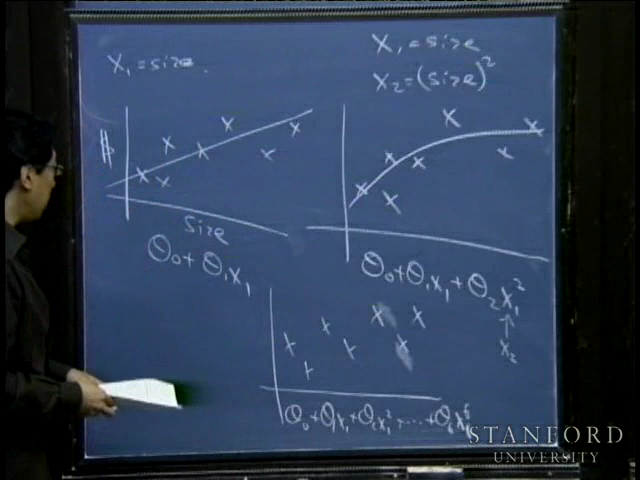 x₁ = size.
x₁ = size
x₂ = (size)²
$
size
θ₀ + θ₁x₁
θ₀ + θ₁x₁ + θ₂x₁²
x₂
θ₀ + θ₁x₁ + θ₂x₁² + ... + θ
STANFORD
UNIVERSITY